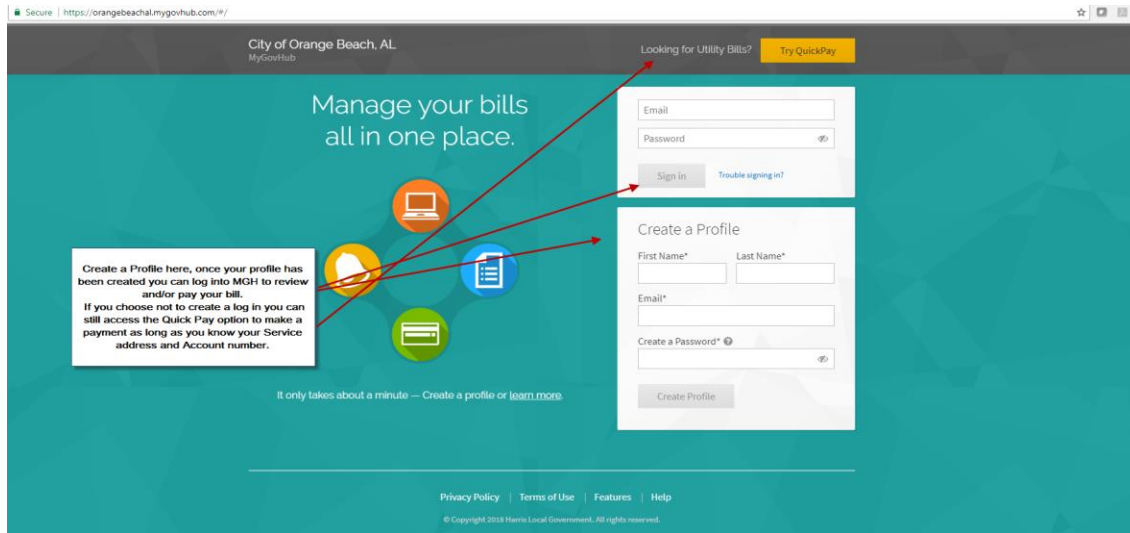 Secure | https://orangebeachal.mygovhub.com/#/
City of Orange Beach, AL
MyGovHub
Looking for Utility Bills?
Try QuickPay
Manage your bills
all in one place.
Email
Password
Sign in
Trouble signing in?
Create a Profile here, once your profile has
been created you can log into MGH to review
and/or pay your bill.
If you choose not to create a log in you can
still access the Quick Pay option to make a
payment as long as you know your Service
address and Account number.
It only takes about a minute — Create a profile or learn more.
Create a Profile
First Name* Last Name*
Email*
Create a Password*
Create Profile
Privacy Policy | Terms of Use | Features | Help
© Copyright 2018 Harris Local Government. All rights reserved.